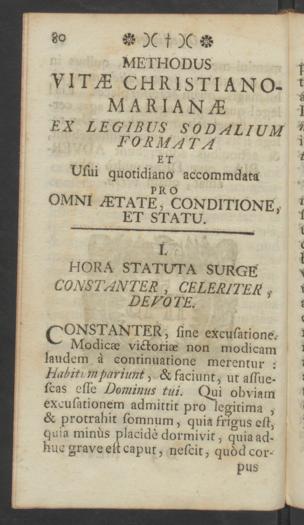 80 ❋ )( † )( ❋
METHODUS
VITÆ CHRISTIANO-
MARIANÆ
EX LEGIBUS SODALIUM
FORMATA
ET
Usui quotidiano accommdata
PRO
OMNI ÆTATE, CONDITIONE,
ET STATU.
I.
HORA STATUTA SURGE
CONSTANTER, CELERITER,
DEVOTE.
CONSTANTER, ſine excuſatione.
Modicæ victoriæ non modicam
laudem à continuatione merentur :
Habitum pariunt, & faciunt, ut aſſue-
ſcas eſſe Dominus tui. Qui obviam
excuſationem admittit pro legitima,
& protrahit ſomnum, quia frigus eſt,
quia minùs placidè dormivit, quia ad-
huc grave eſt caput, neſcit, quòd cor-
pus